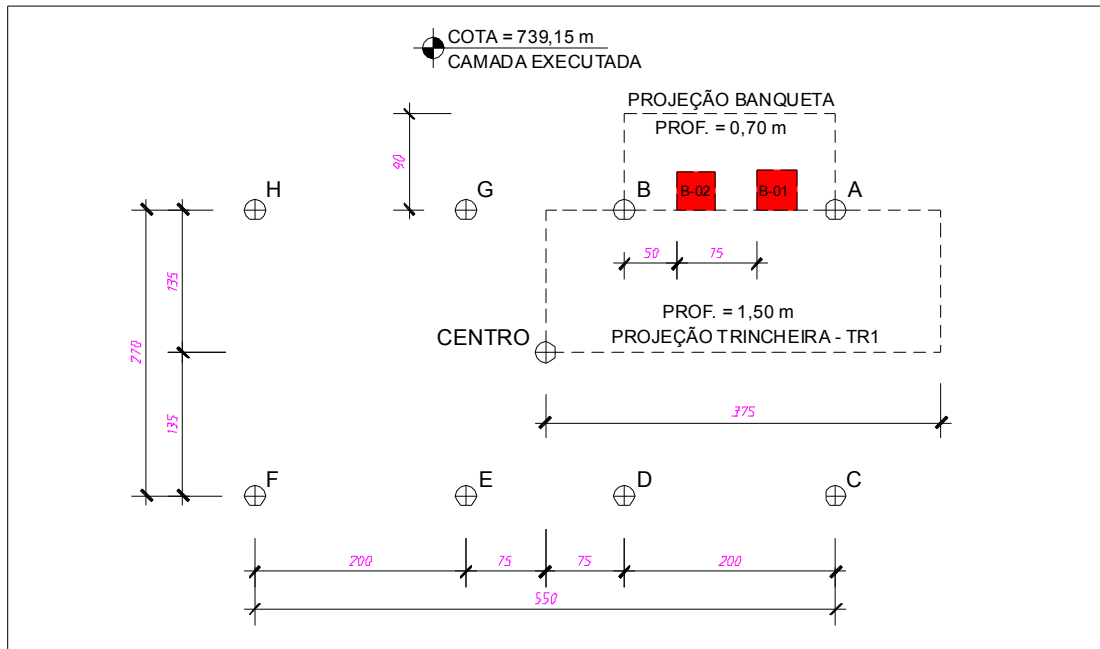 COTA = 739,15 m
CAMADA EXECUTADA
PROJEÇÃO BANQUETA
PROF. = 0,70 m
90
H
G
B
B-02
B-01
A
50
75
135
270
135
PROF. = 1,50 m
CENTRO
PROJEÇÃO TRINCHEIRA - TR1
375
F
E
D
C
200
75
75
200
550